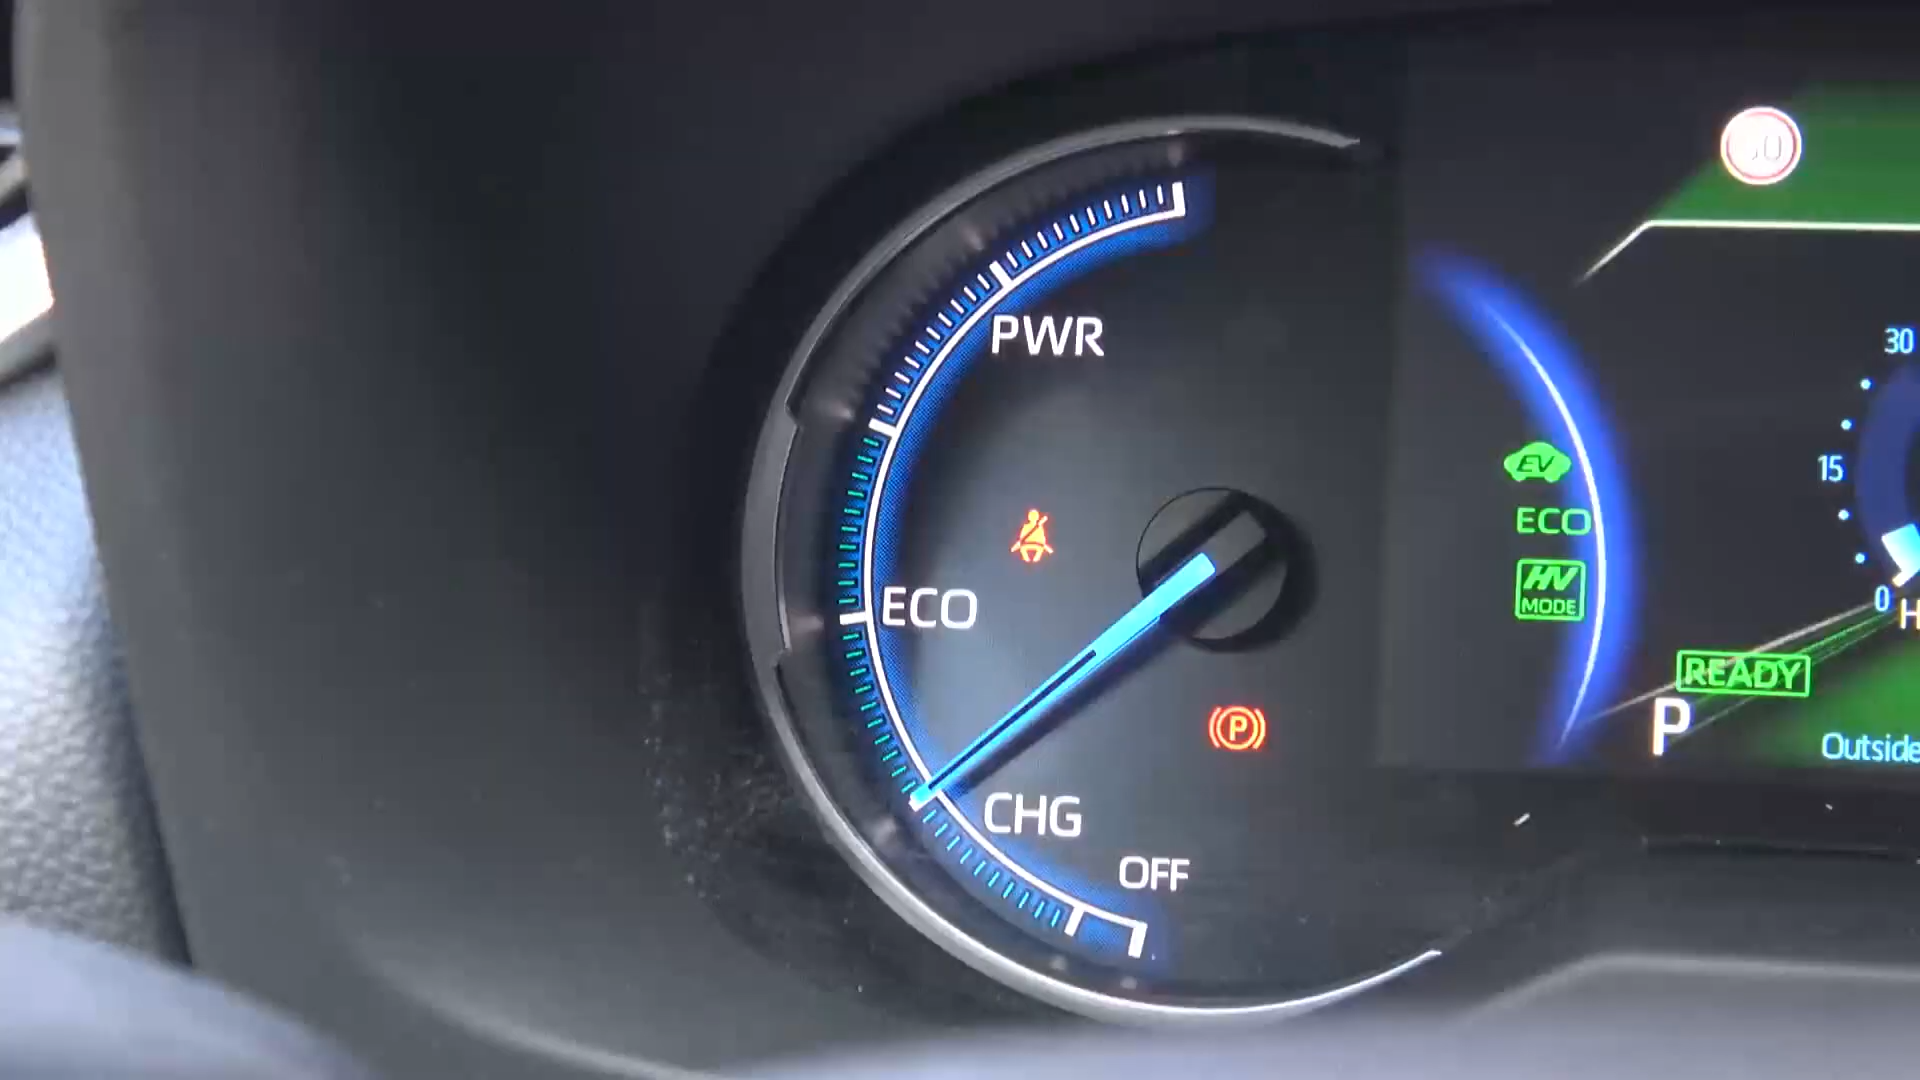 PWR
ECO
CHG
OFF
P
EV
ECO
HV
MODE
READY
P
30
15
0
H
Outside